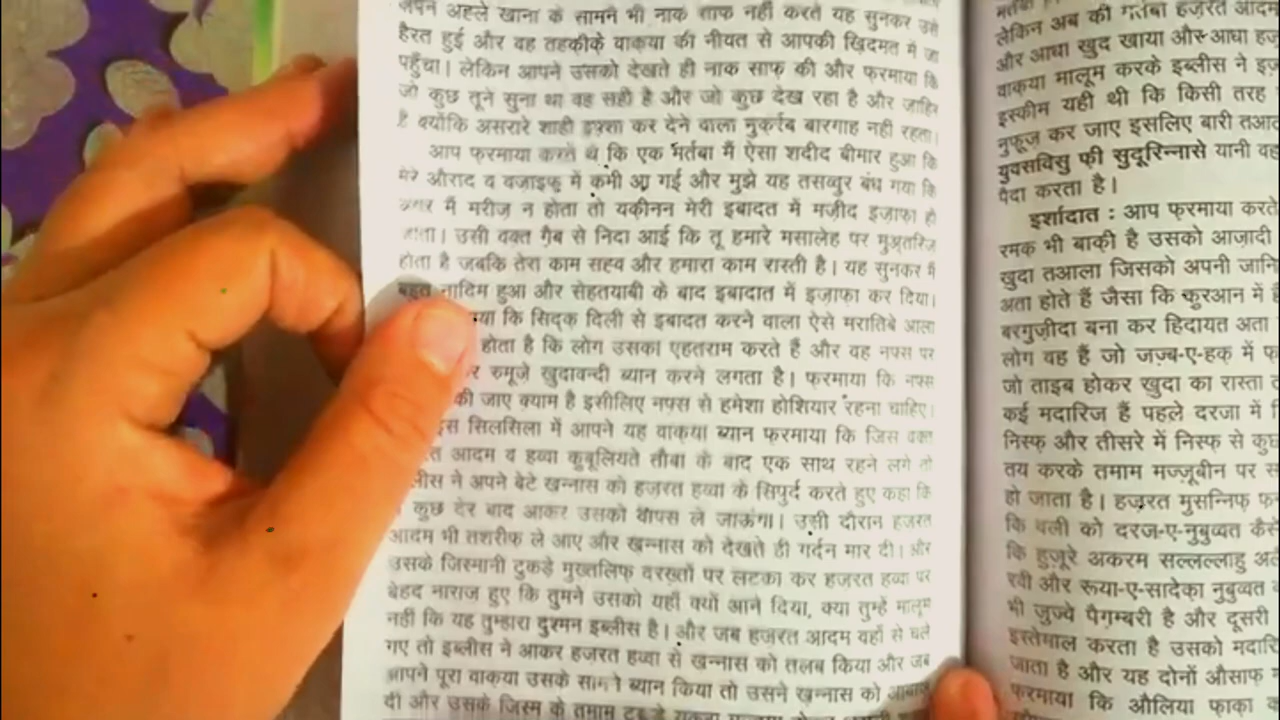 अपने अहले खाना के सामने भी नाक साफ नहीं करते यह सुनकर उसे
हैरत हुई और वह तहकीके़ वाक़या की नीयत से आपकी खि़दमत में जा
पहुँचा। लेकिन आपने उसको देखते ही नाक साफ़ की और फ़रमाया कि
जो कुछ तूने सुना था वह सही है और जो कुछ देख रहा है और ज़ाहिर
है क्योंकि असरारे शाही इफ़्शा कर देने वाला मुक़र्रब बारगाह नहीं रहता।
आप फ़रमाया करते थे कि एक मर्तबा मैं ऐसा शदीद बीमार हुआ कि
मेरे औराद व वज़ाइफ़ में कमी आ गई और मुझे यह तसव्वुर बंध गया कि
अगर मैं मरीज़ न होता तो यक़ीनन मेरी इबादत में मज़ीद इज़ाफ़ा हो
जाता। उसी वक़्त ग़ैब से निदा आई कि तू हमारे मसालेह पर मुअ़तरिज़
होता है जबकि तेरा काम सहव और हमारा काम रास्ती है। यह सुनकर मैं
बहुत नादिम हुआ और सेहतयाबी के बाद इबादात में इज़ाफ़ा कर दिया।
या कि सिद्क़ दिली से इबादत करने वाला ऐसे मरातिबे आला
होता है कि लोग उसका एहतराम करते हैं और वह नफ़्स पर
र रुमूज़े खुदावन्दी ब्यान करने लगता है। फ़रमाया कि नफ़्स
की जाए क़्याम है इसीलिए नफ़्स से हमेशा होशियार रहना चाहिए।
इस सिलसिला में आपने यह वाक़या ब्यान फ़रमाया कि जिस वक़्त
त आदम व हव्वा कुबूलियते तौबा के बाद एक साथ रहने लगे तो
लीस ने अपने बेटे खन्नास को हज़रत हव्वा के सिपुर्द करते हुए कहा कि
कुछ देर बाद आकर उसको वापस ले जाऊंगा। उसी दौरान हज़रत
आदम भी तशरीफ़ ले आए और खन्नास को देखते ही गर्दन मार दी। और
उसके जिस्मानी टुकड़े मुख़्तलिफ़ दरख़्तों पर लटका कर हज़रत हव्वा पर
बेहद नाराज़ हुए कि तुमने उसको यहाँ क्यों आने दिया, क्या तुम्हें मालूम
नहीं कि यह तुम्हारा दुश्मन इब्लीस है। और जब हज़रत आदम वहाँ से चले
गए तो इब्लीस ने आकर हज़रत हव्वा से खन्नास को तलब किया और जब
आपने पूरा वाक़या उसके सामने ब्यान किया तो उसने खन्नास को आवाज़
दी और उसके जिस्म के तमाम
लेकिन अब की मर्तबा हज़रत आदम
और आधा खुद खाया और आधा हज़
वाक़या मालूम करके इब्लीस ने इज़
इस्कीम यही थी कि किसी तरह
नुफ़ूज़ कर जाए इसलिए बारी तआ
युवसविसु फ़ी सुदूरिन्नासे यानी वह
पैदा करता है।
इर्शादात : आप फ़रमाया करते
रमक़ भी बाक़ी है उसको आज़ादी
खुदा तआला जिसको अपनी जानि
अता होते हैं जैसा कि कुरआन में है
बरगुज़ीदा बना कर हिदायत अता
लोग वह हैं जो जज़्ब-ए-हक़ में फ़
जो ताइब होकर खुदा का रास्ता
कई मदारिज हैं पहले दरजा में
निस्फ़ और तीसरे में निस्फ़ से कुछ
तय करके तमाम मज्ज़ूबीन पर स
हो जाता है। हज़रत मुसन्निफ़ फ़
कि वली को दरज-ए-नुबुव्वत कैसे
कि हुजूरे अकरम सल्लल्लाहु अलै
रवी और रूया-ए-सादेक़ा नुबुव्वत
भी जुज़्वे पैग़म्बरी है और दूसरी
इस्तेमाल करता है उसको मदारि
जाता है और यह दोनों औसाफ़
फ़रमाया कि औलिया फ़ाक़ा